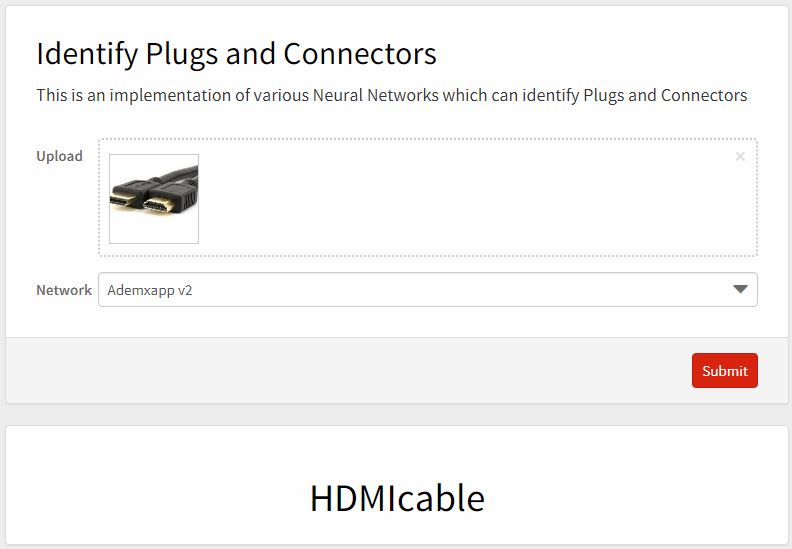 Identify Plugs and Connectors
This is an implementation of various Neural Networks which can identify Plugs and Connectors
Upload
×
Network
Ademxapp v2
Submit
HDMIcable